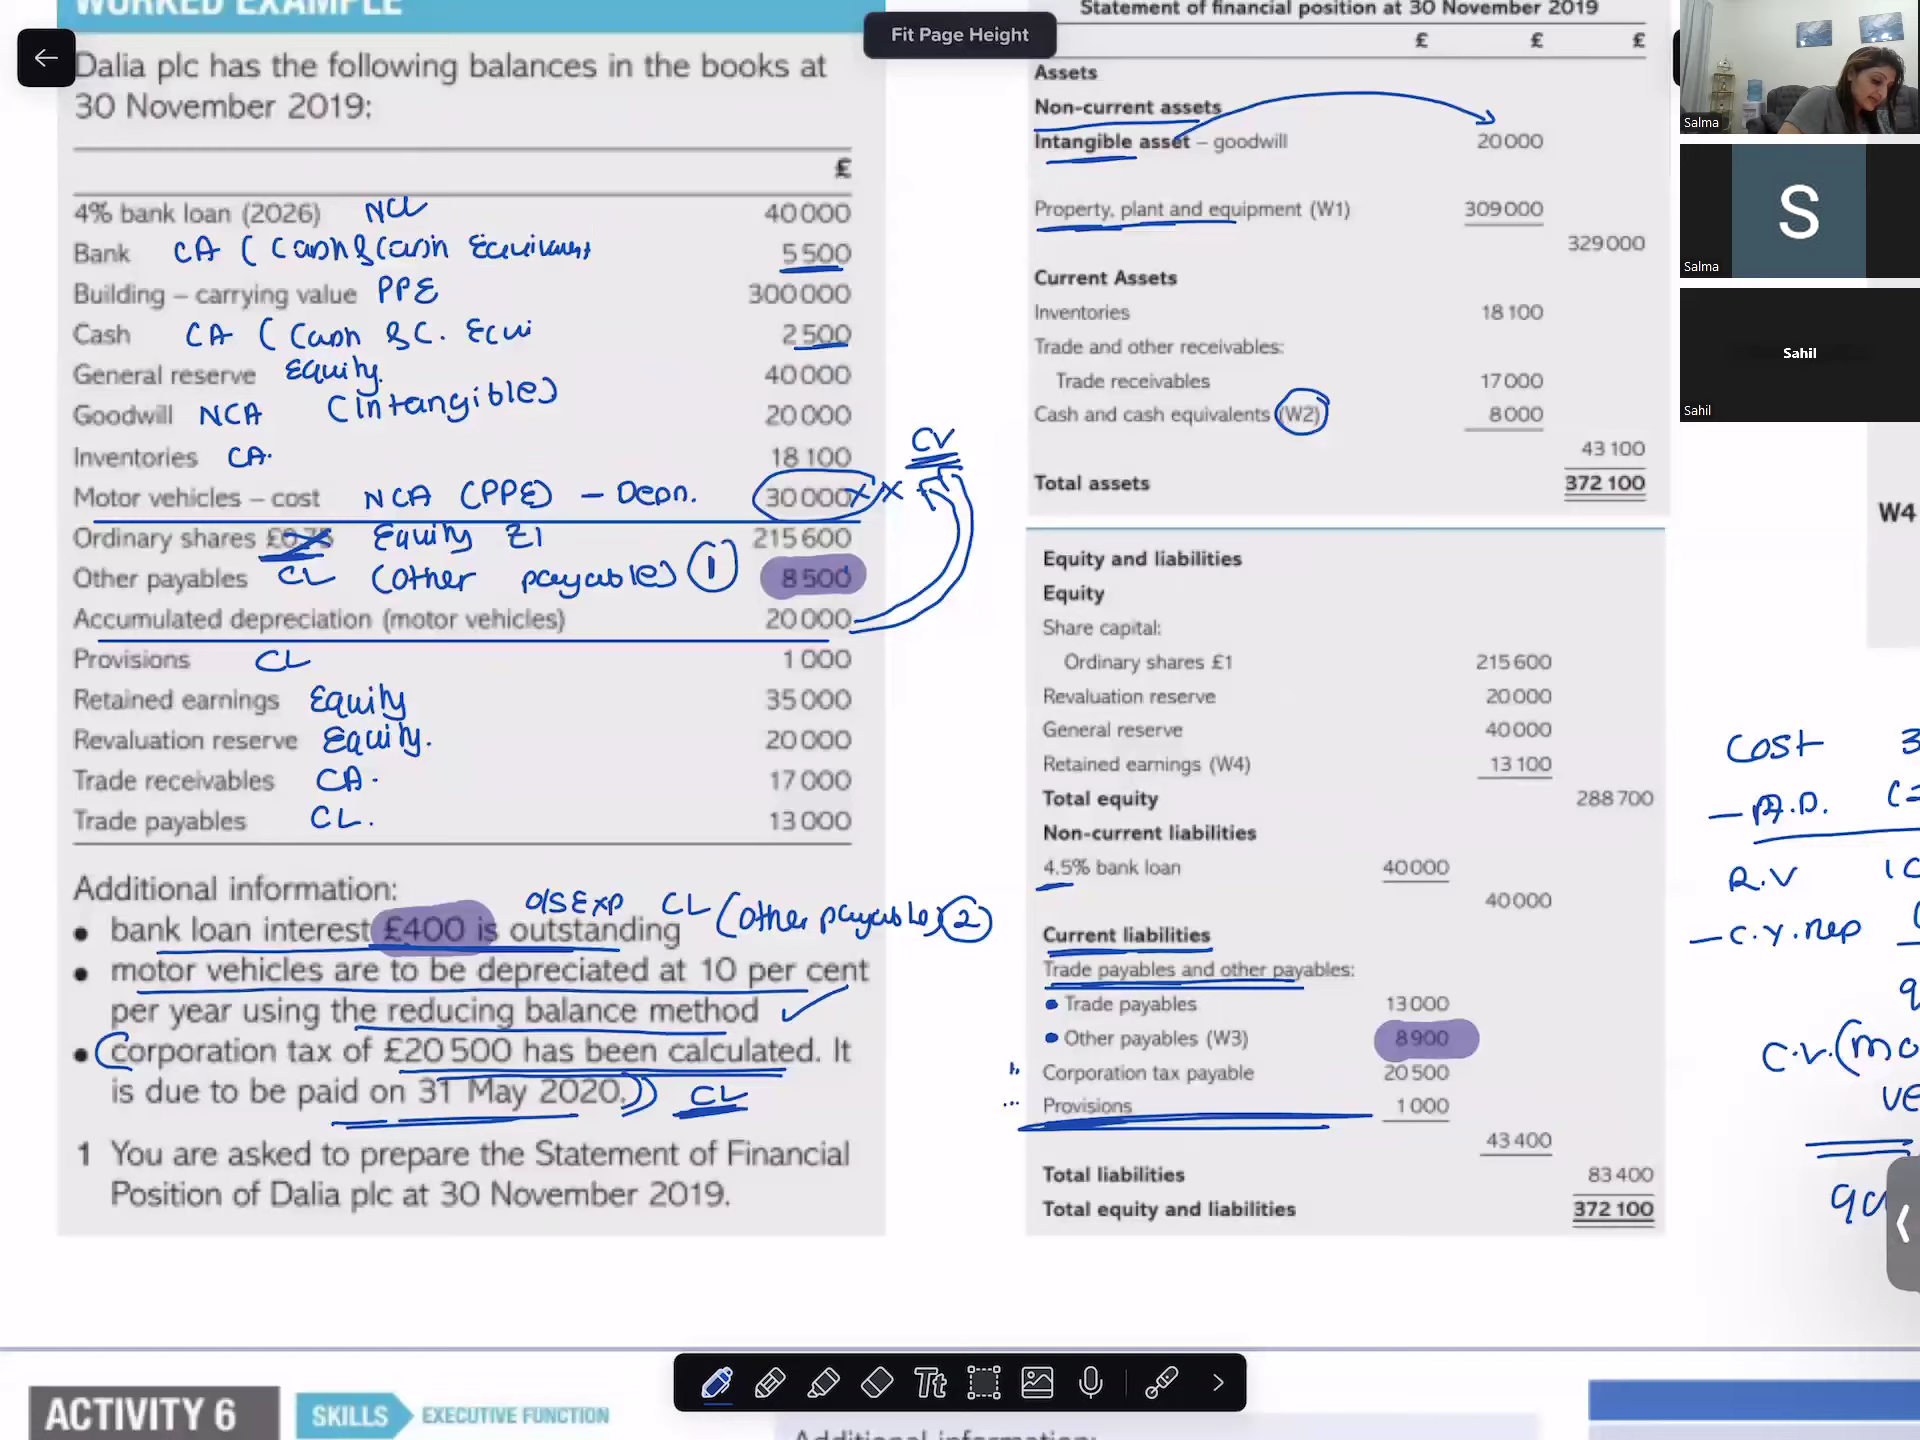 WORKED EXAMPLE
Fit Page Height
Dalia plc has the following balances in the books at
30 November 2019:
£
4% bank loan (2026) NCL 40000
Bank CA (Cash & Cash Equivalent 5500
Building – carrying value PPE 300000
Cash CA (Cash & C. Equi 2500
General reserve Equity. 40000
Goodwill NCA (Intangible) 20000
Inventories CA. 18100
CV
Motor vehicles – cost NCA (PPE) – Depn. 30000
Ordinary shares £0.75 Equity £1 215600
Other payables CL (other payable) 1 8500
Accumulated depreciation (motor vehicles) 20000
Provisions CL 1000
Retained earnings Equity 35000
Revaluation reserve Equity. 20000
Trade receivables CA. 17000
Trade payables CL. 13000
Additional information:
O/S Exp CL (other payable) 2
• bank loan interest £400 is outstanding
• motor vehicles are to be depreciated at 10 per cent
per year using the reducing balance method
• corporation tax of £20500 has been calculated. It
is due to be paid on 31 May 2020. CL
1 You are asked to prepare the Statement of Financial
Position of Dalia plc at 30 November 2019.
Statement of financial position at 30 November 2019
£ £ £
Assets
Non-current assets
Intangible asset – goodwill 20000
Property, plant and equipment (W1) 309000
329000
Current Assets
Inventories 18100
Trade and other receivables:
Trade receivables 17000
Cash and cash equivalents (W2) 8000
43100
Total assets 372100
Equity and liabilities
Equity
Share capital:
Ordinary shares £1 215600
Revaluation reserve 20000
General reserve 40000
Retained earnings (W4) 13100
Total equity 288700
Non-current liabilities
4.5% bank loan 40000
40000
Current liabilities
Trade payables and other payables:
• Trade payables 13000
• Other payables (W3) 8900
Corporation tax payable 20500
Provisions 1000
43400
Total liabilities 83400
Total equity and liabilities 372100
Salma
S
Salma
Sahil
Sahil
W4
Cost 3
– A.D.
R.V 10
– C.Y. Dep
9
C.V. (mo
ve
90
ACTIVITY 6
SKILLS
EXECUTIVE FUNCTION
Tt
Additional information: